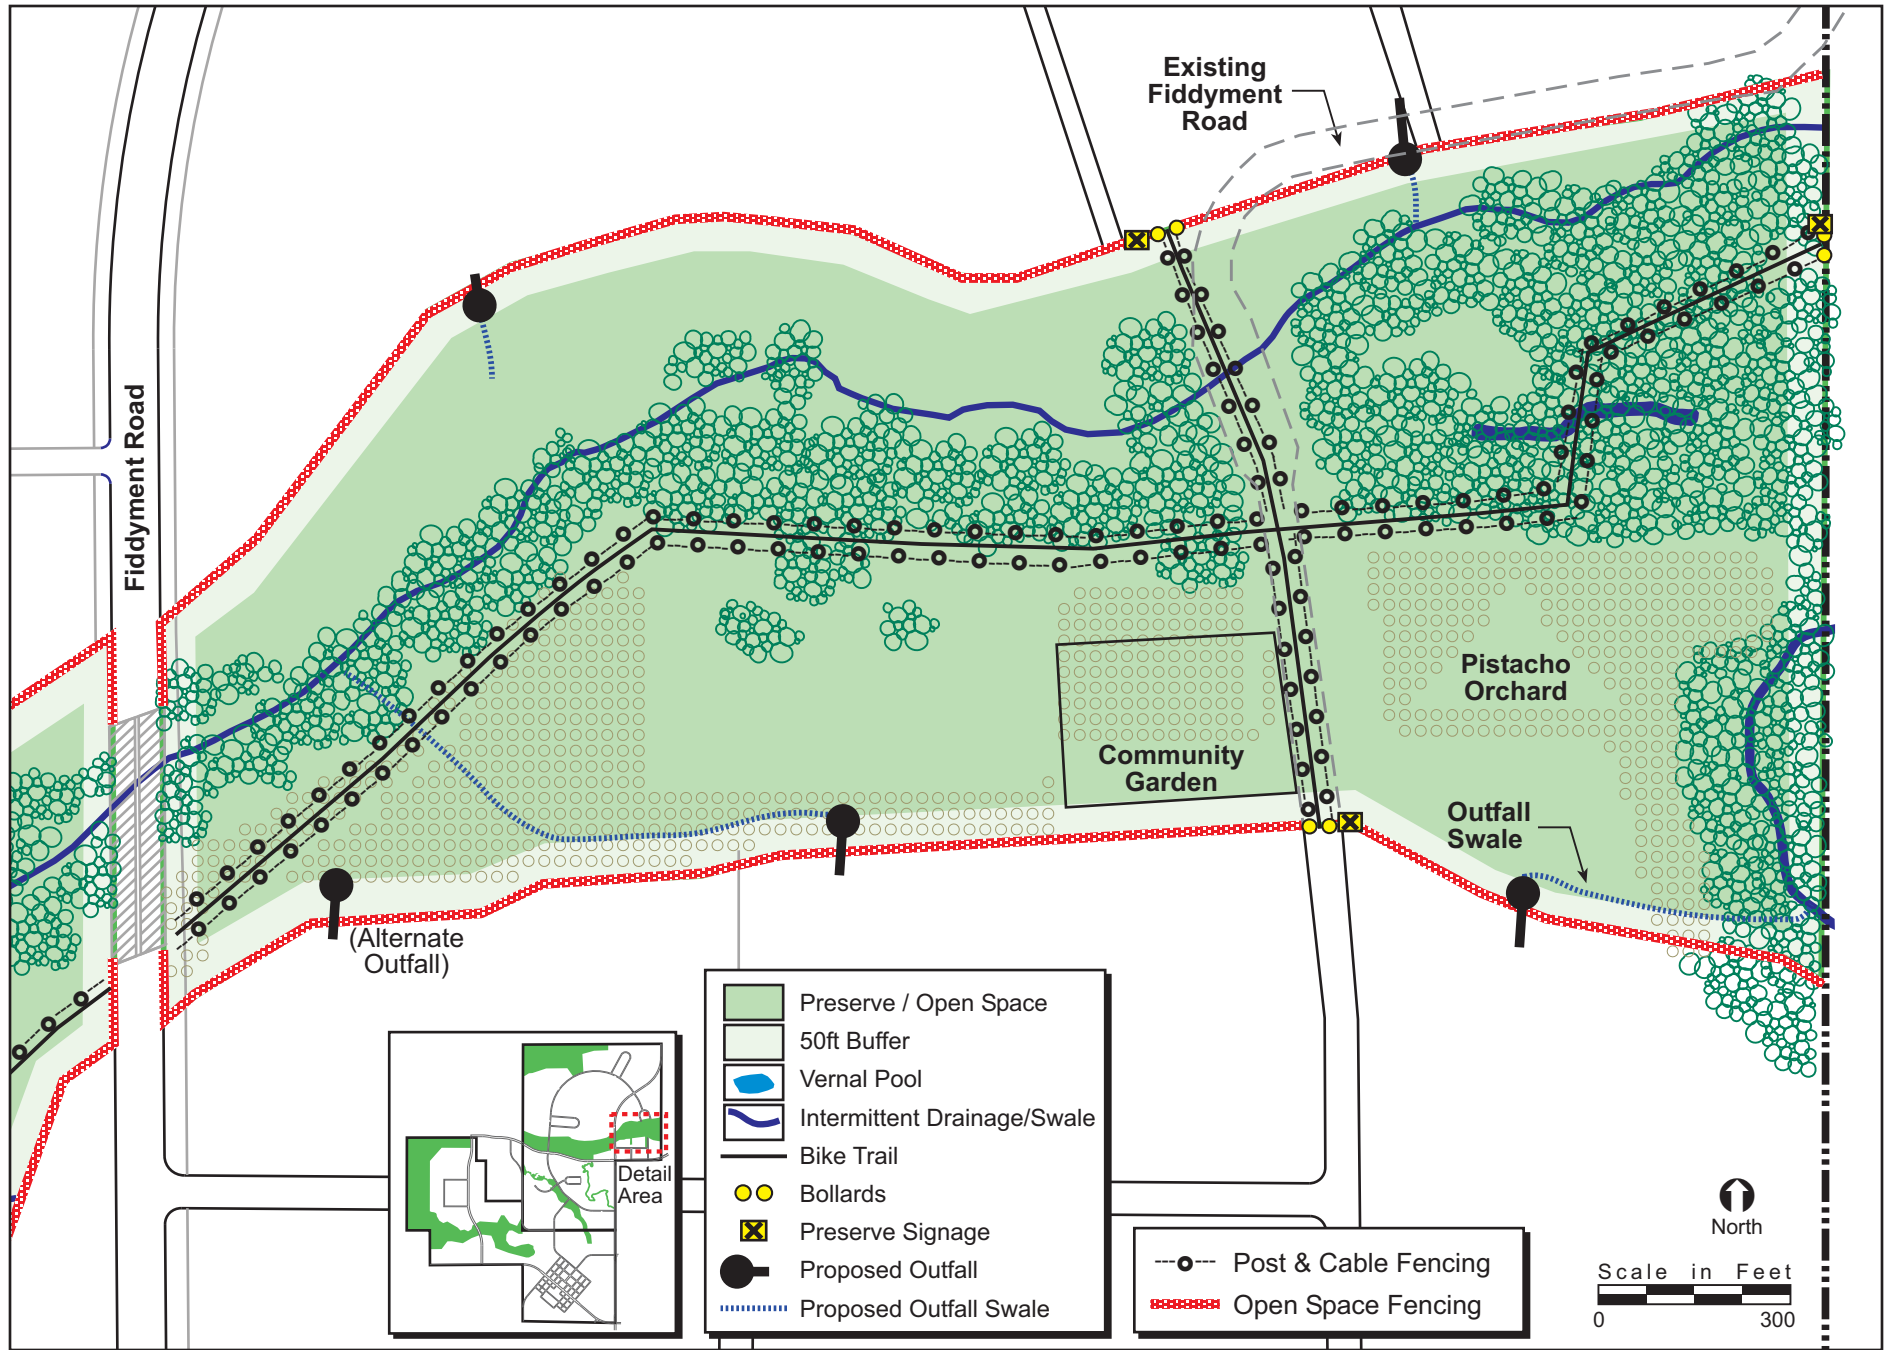 Existing
Fiddyment
Road
Fiddyment Road
Pistacho
Orchard
Community
Garden
Outfall
Swale
(Alternate
Outfall)
Preserve / Open Space
50ft Buffer
Vernal Pool
Intermittent Drainage/Swale
Bike Trail
Bollards
Preserve Signage
Proposed Outfall
Proposed Outfall Swale
Detail
Area
Post & Cable Fencing
Open Space Fencing
North
Scale in Feet
0 300